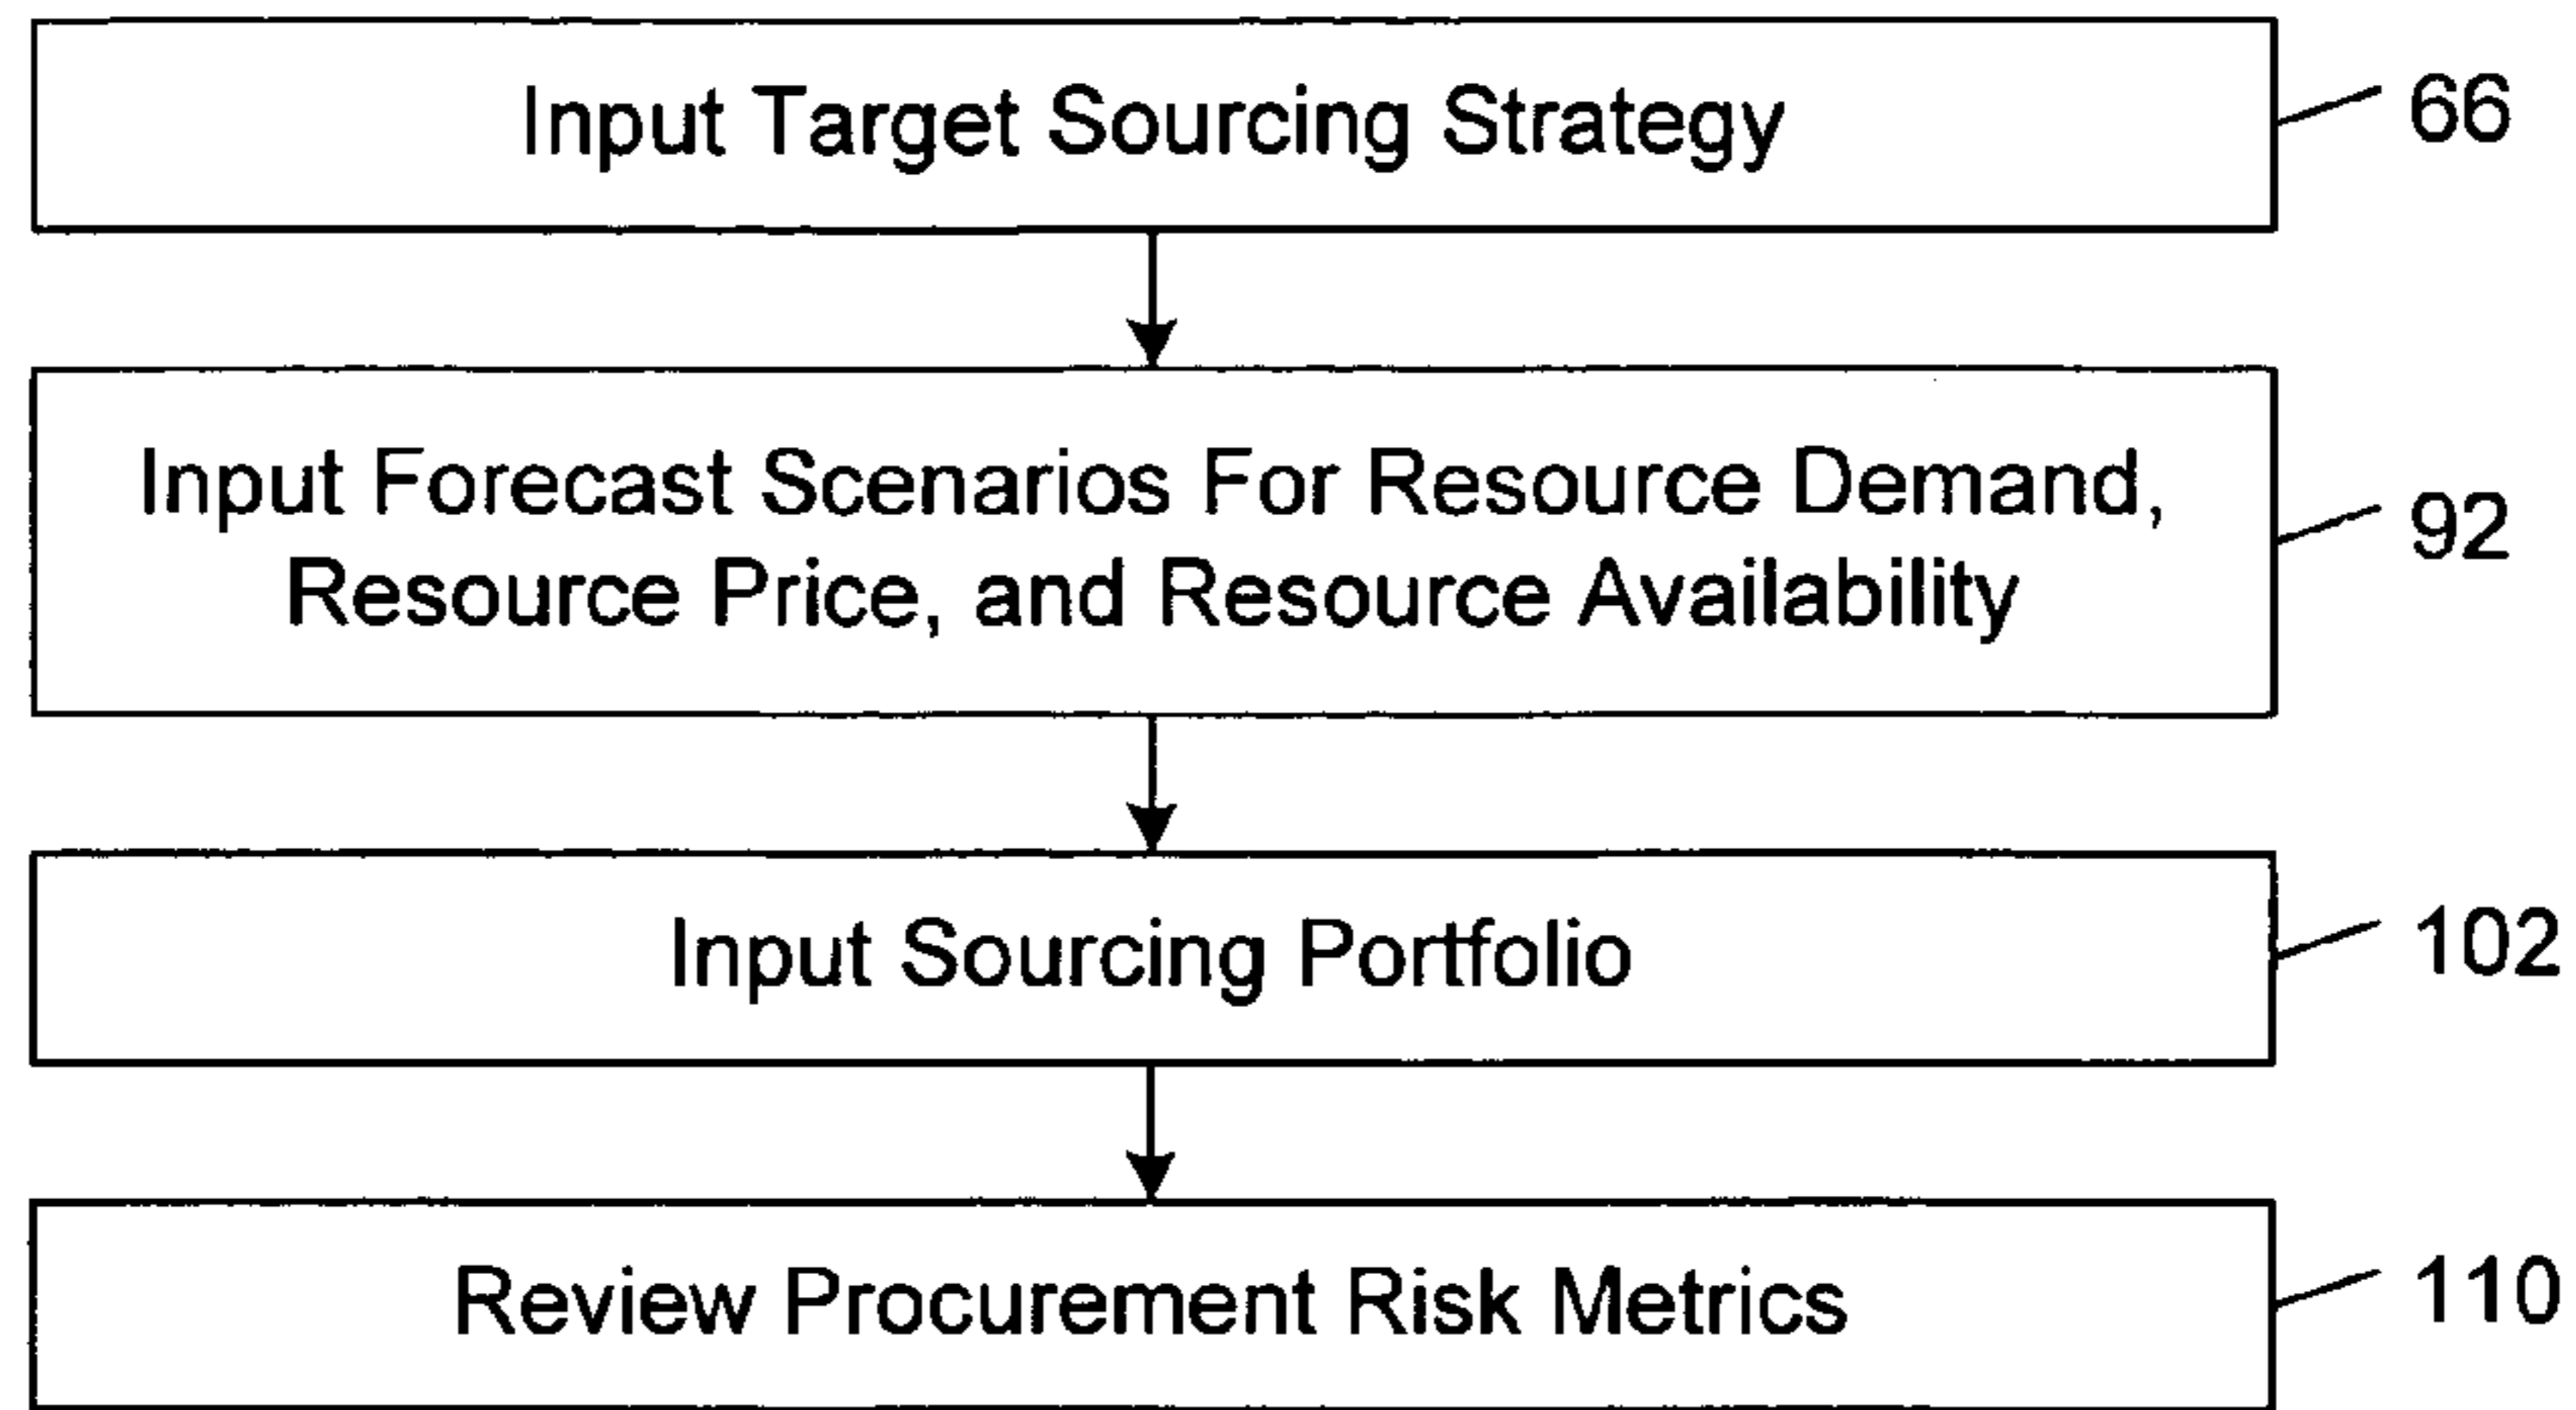 Input Target Sourcing Strategy
66
Input Forecast Scenarios For Resource Demand,
Resource Price, and Resource Availability
92
Input Sourcing Portfolio
102
Review Procurement Risk Metrics
110